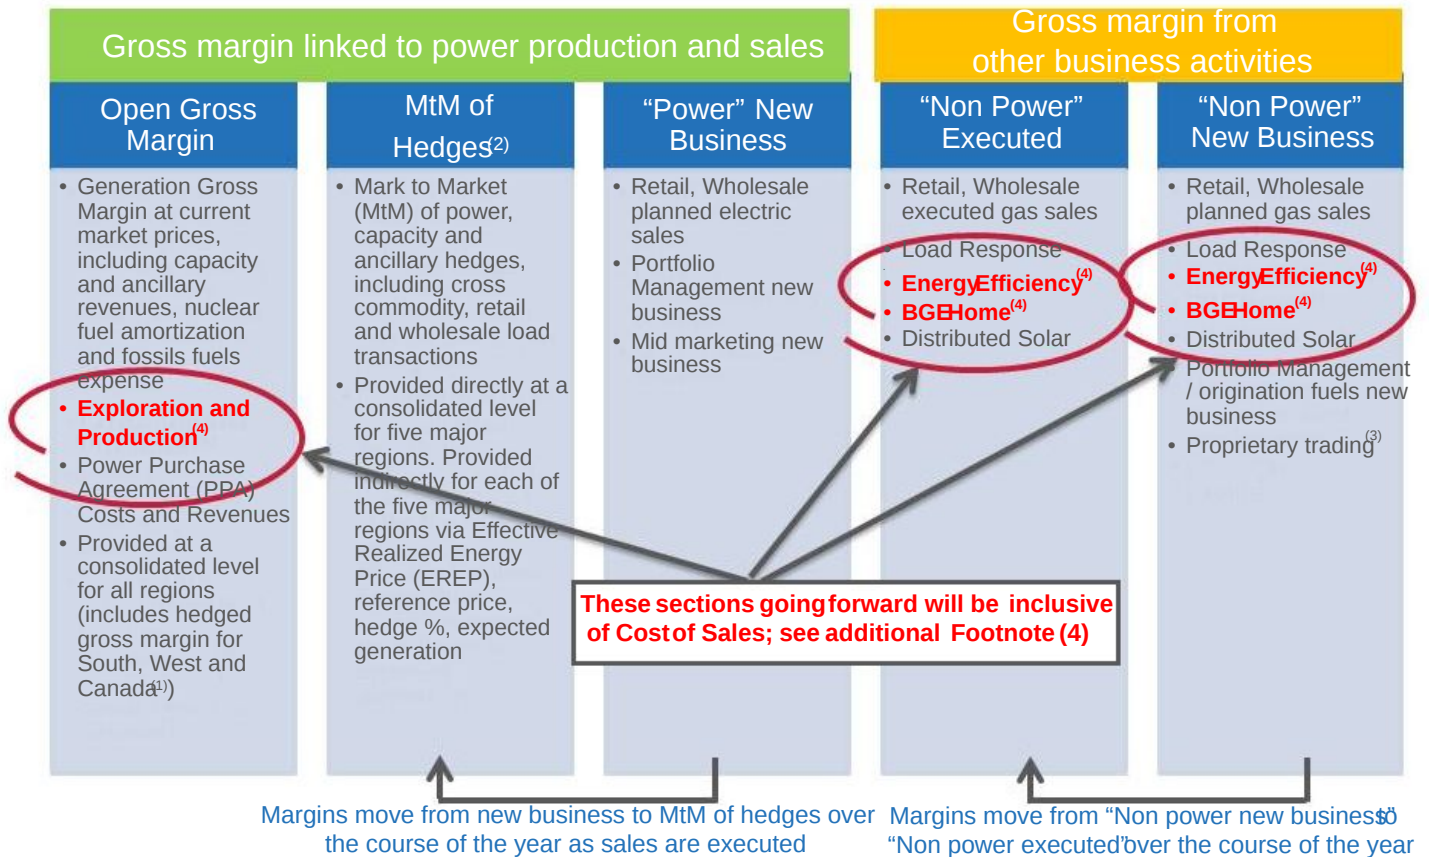 Gross margin linked to power production and sales
Gross margin from
other business activities
Open Gross
Margin
MtM of
Hedges(2)
“Power” New
Business
“Non Power”
Executed
“Non Power”
New Business
• Generation Gross
Margin at current
market prices,
including capacity
and ancillary
revenues, nuclear
fuel amortization
and fossils fuels
expense
• Exploration and
Production(4)
• Power Purchase
Agreement (PPA)
Costs and Revenues
• Provided at a
consolidated level
for all regions
(includes hedged
gross margin for
South, West and
Canada(1))
• Mark to Market
(MtM) of power,
capacity and
ancillary hedges,
including cross
commodity, retail
and wholesale load
transactions
• Provided directly at a
consolidated level
for five major
regions. Provided
indirectly for each of
the five major
regions via Effective
Realized Energy
Price (EREP),
reference price,
hedge %, expected
generation
• Retail, Wholesale
planned electric
sales
• Portfolio
Management new
business
• Mid marketing new
business
• Retail, Wholesale
executed gas sales
• Load Response
• Energy Efficiency(4)
• BGE Home(4)
• Distributed Solar
• Retail, Wholesale
planned gas sales
• Load Response
• Energy Efficiency(4)
• BGE Home(4)
• Distributed Solar
• Portfolio Management
/ origination fuels new
business
• Proprietary trading(3)
These sections going forward will be inclusive
of Cost of Sales; see additional Footnote (4)
Margins move from new business to MtM of hedges over
the course of the year as sales are executed
Margins move from “Non power new business” to
“Non power executed” over the course of the year